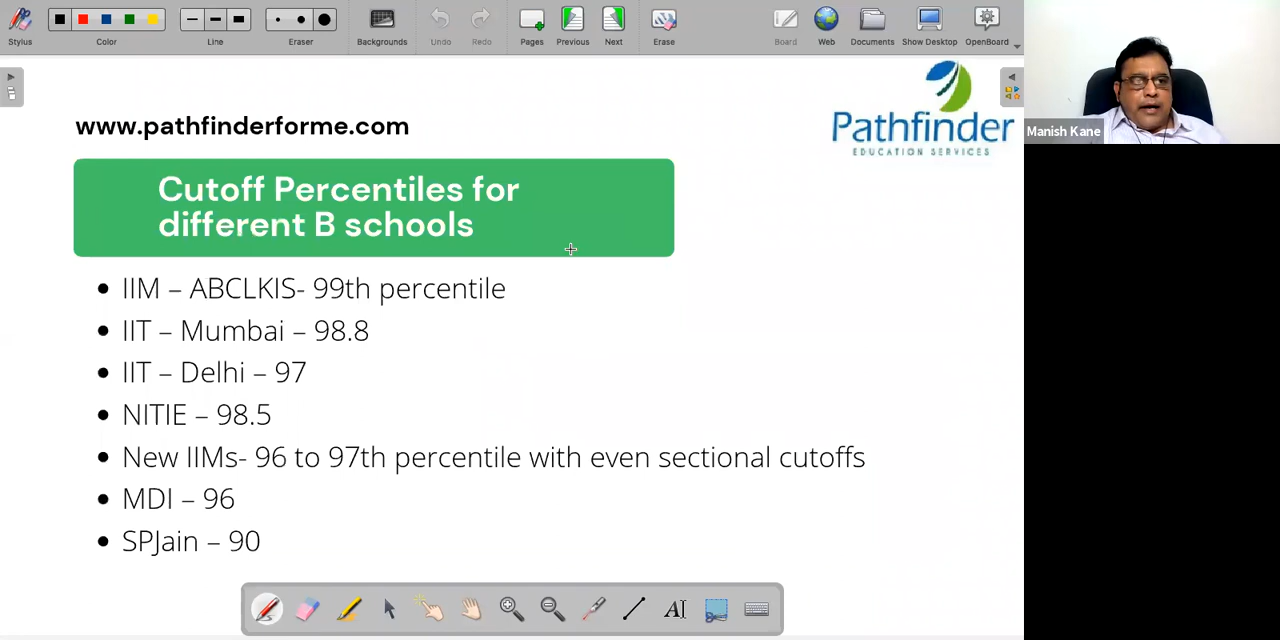 Stylus
Color
Line
Eraser
Backgrounds
Undo
Redo
Pages
Previous
Next
Erase
Board
Web
Documents
Show Desktop
OpenBoard
www.pathfinderforme.com
Pathfinder
EDUCATION SERVICES
Manish Kane
Cutoff Percentiles for
different B schools
• IIM – ABCLKIS- 99th percentile
• IIT – Mumbai – 98.8
• IIT – Delhi – 97
• NITIE – 98.5
• New IIMs- 96 to 97th percentile with even sectional cutoffs
• MDI – 96
• SPJain – 90